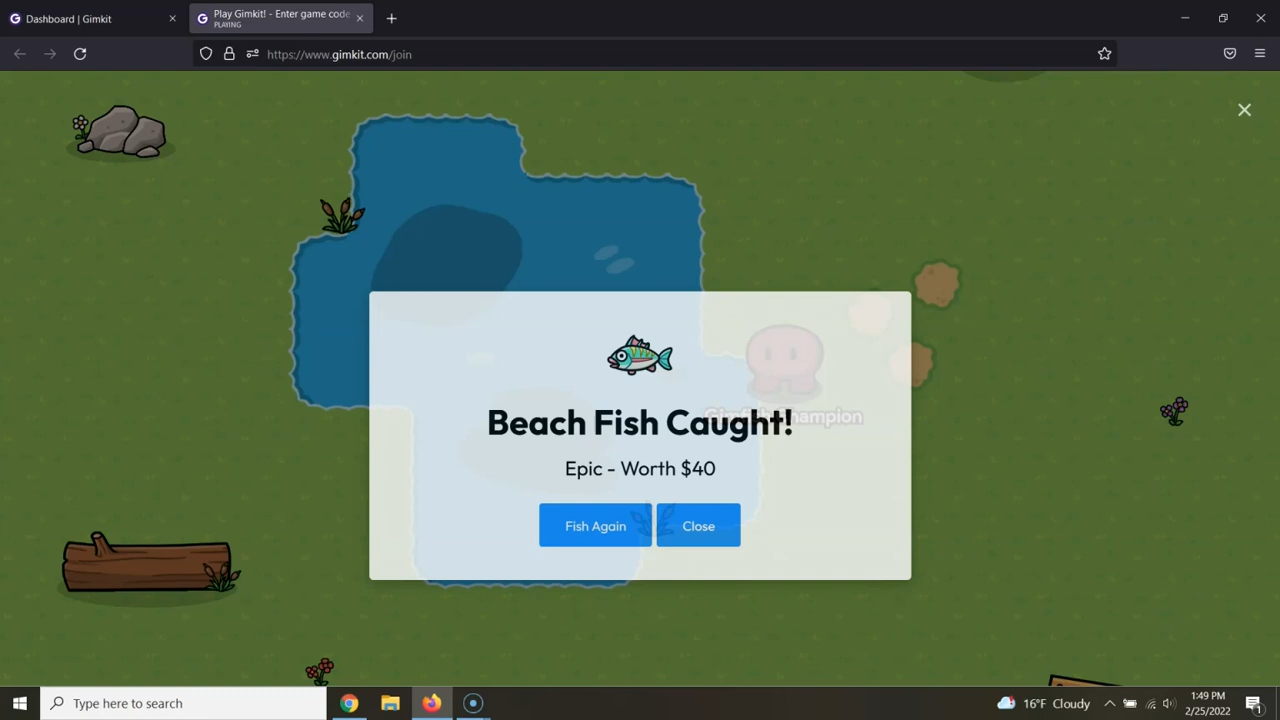 Dashboard | Gimkit
Play Gimkit! - Enter game code
PLAYING
https://www.gimkit.com/join
Beach Fish Caught!
Epic - Worth $40
Fish Again
Close
Type here to search
16°F Cloudy
1:49 PM
2/25/2022
1